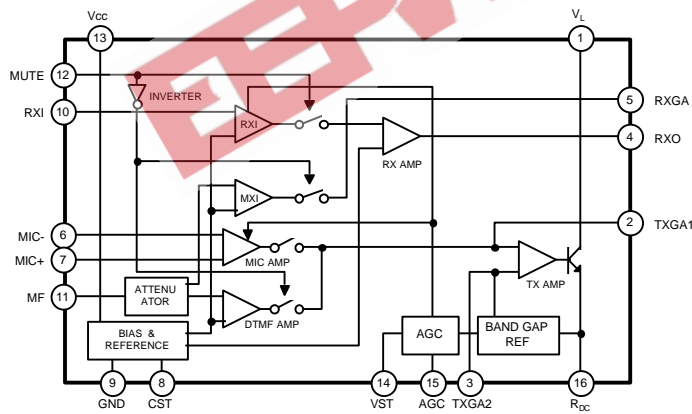 Vcc
13
VL
1
MUTE 12
INVERTER
RXI 10
RXI
5 RXGA
4 RXO
RX AMP
MXI
2 TXGA1
MIC- 6
MIC+ 7
MIC AMP
TX AMP
MF 11
ATTENU
ATOR
DTMF AMP
BIAS &
REFERENCE
AGC
BAND GAP
REF
9 8 14 15 3 16
GND CST VST AGC TXGA2 RDC